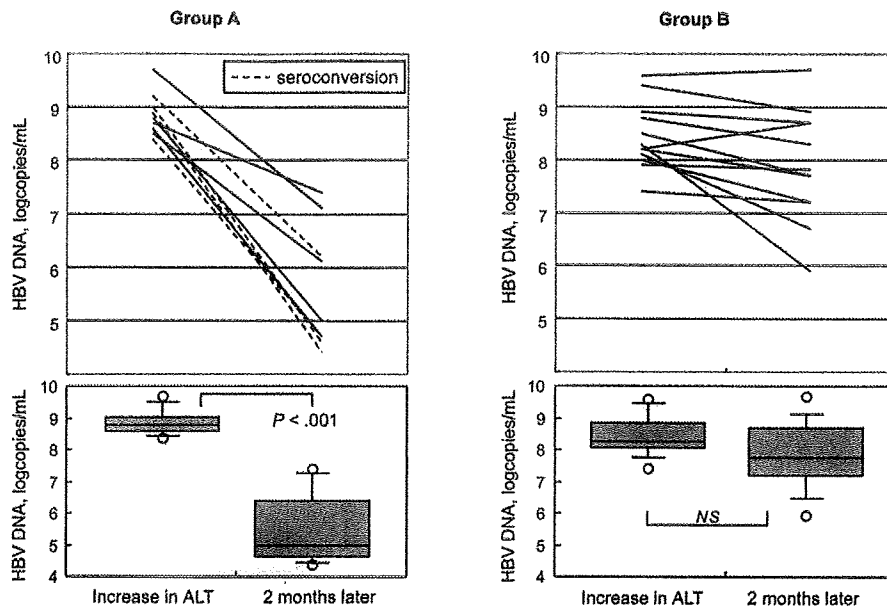 Group A
Group B
HBV DNA, logcopies/mL
10
9
8
7
6
5
seroconversion
HBV DNA, logcopies/mL
10
9
8
7
6
5
HBV DNA, logcopies/mL
10
9
8
7
6
5
4
P < .001
Increase in ALT
2 months later
HBV DNA, logcopies/mL
10
9
8
7
6
5
4
NS
Increase in ALT
2 months later